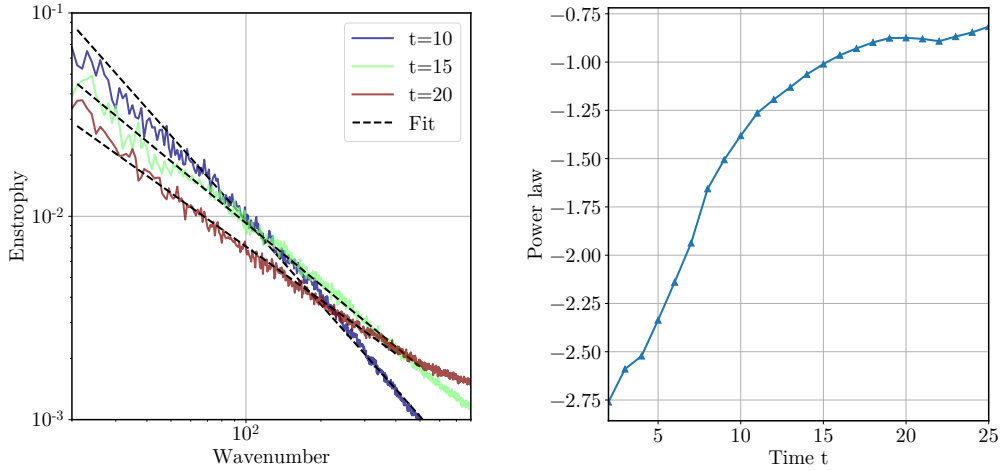 10⁻¹
10⁻²
10⁻³
Enstrophy
10²
Wavenumber
t=10
t=15
t=20
Fit
−0.75
−1.00
−1.25
−1.50
−1.75
−2.00
−2.25
−2.50
−2.75
Power law
5
10
15
20
25
Time t